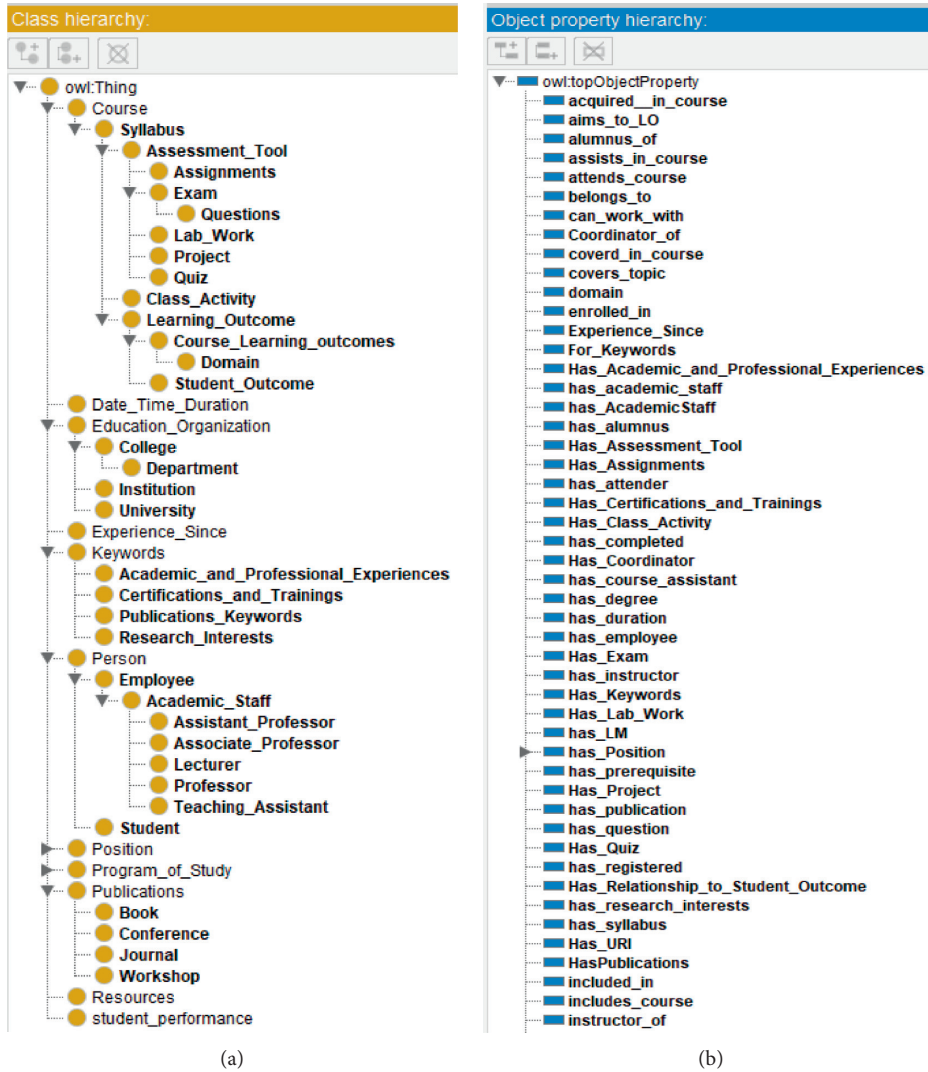 Class hierarchy:
owl:Thing
Course
Syllabus
Assessment_Tool
Assignments
Exam
Questions
Lab_Work
Project
Quiz
Class_Activity
Learning_Outcome
Course_Learning_outcomes
Domain
Student_Outcome
Date_Time_Duration
Education_Organization
College
Department
Institution
University
Experience_Since
Keywords
Academic_and_Professional_Experiences
Certifications_and_Trainings
Publications_Keywords
Research_Interests
Person
Employee
Academic_Staff
Assistant_Professor
Associate_Professor
Lecturer
Professor
Teaching_Assistant
Student
Position
Program_of_Study
Publications
Book
Conference
Journal
Workshop
Resources
student_performance
(a)
Object property hierarchy:
owl:topObjectProperty
acquired__in_course
aims_to_LO
alumnus_of
assists_in_course
attends_course
belongs_to
can_work_with
Coordinator_of
coverd_in_course
covers_topic
domain
enrolled_in
Experience_Since
For_Keywords
Has_Academic_and_Professional_Experiences
has_academic_staff
has_AcademicStaff
has_alumnus
Has_Assessment_Tool
Has_Assignments
has_attender
Has_Certifications_and_Trainings
Has_Class_Activity
has_completed
Has_Coordinator
has_course_assistant
has_degree
has_duration
has_employee
Has_Exam
has_instructor
Has_Keywords
Has_Lab_Work
has_LM
has_Position
has_prerequisite
Has_Project
has_publication
has_question
Has_Quiz
has_registered
Has_Relationship_to_Student_Outcome
has_research_interests
has_syllabus
Has_URI
HasPublications
included_in
includes_course
instructor_of
(b)